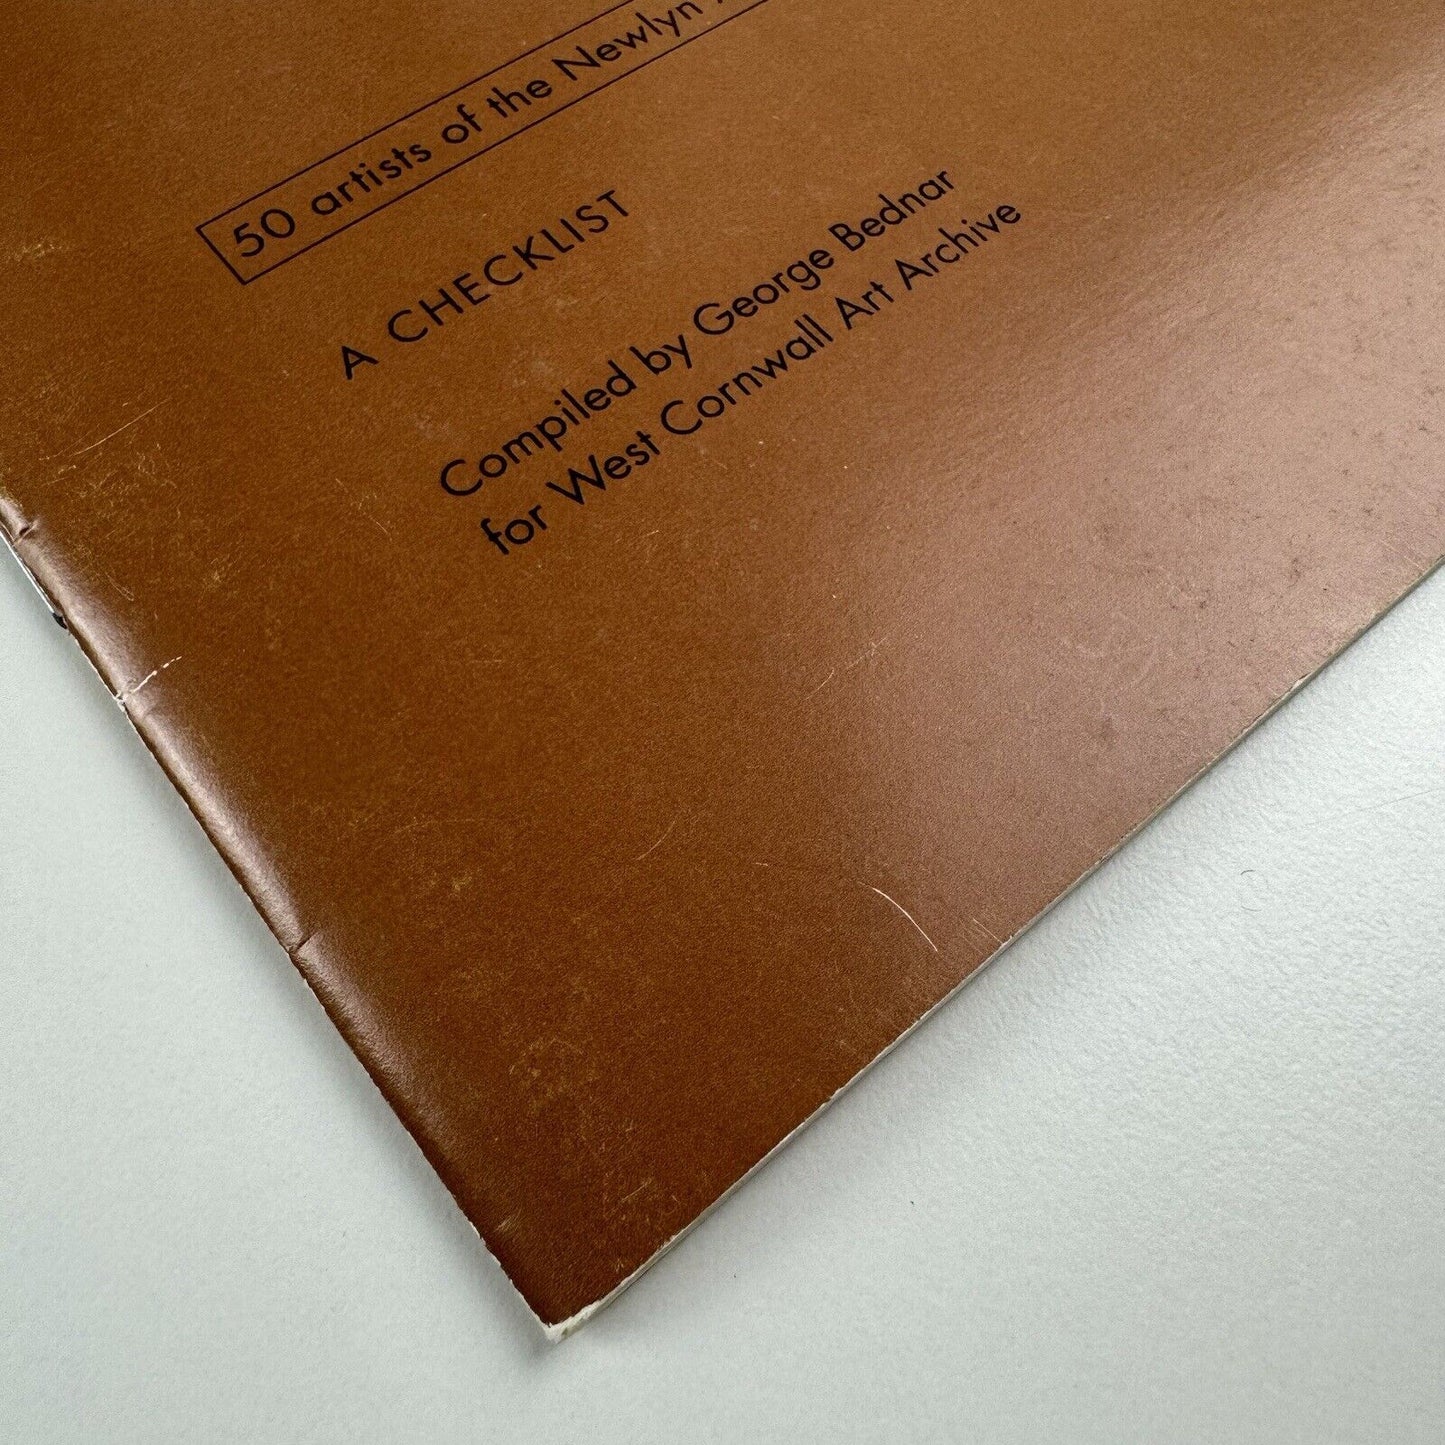 50 artists of the Newlyn
A CHECKLIST
Compiled by George Bednar
for West Cornwall Art Archive